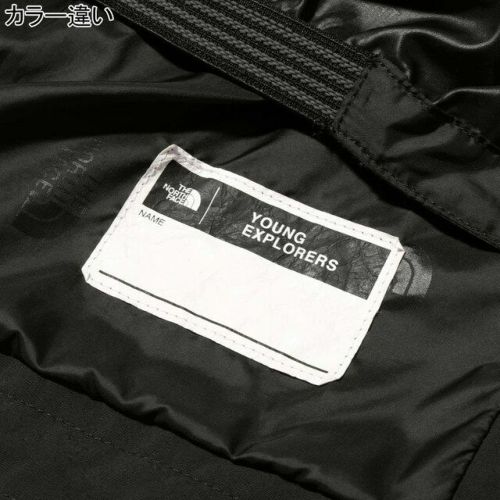 カラー違い
THE
NORTH
FACE
YOUNG
EXPLORERS
NAME